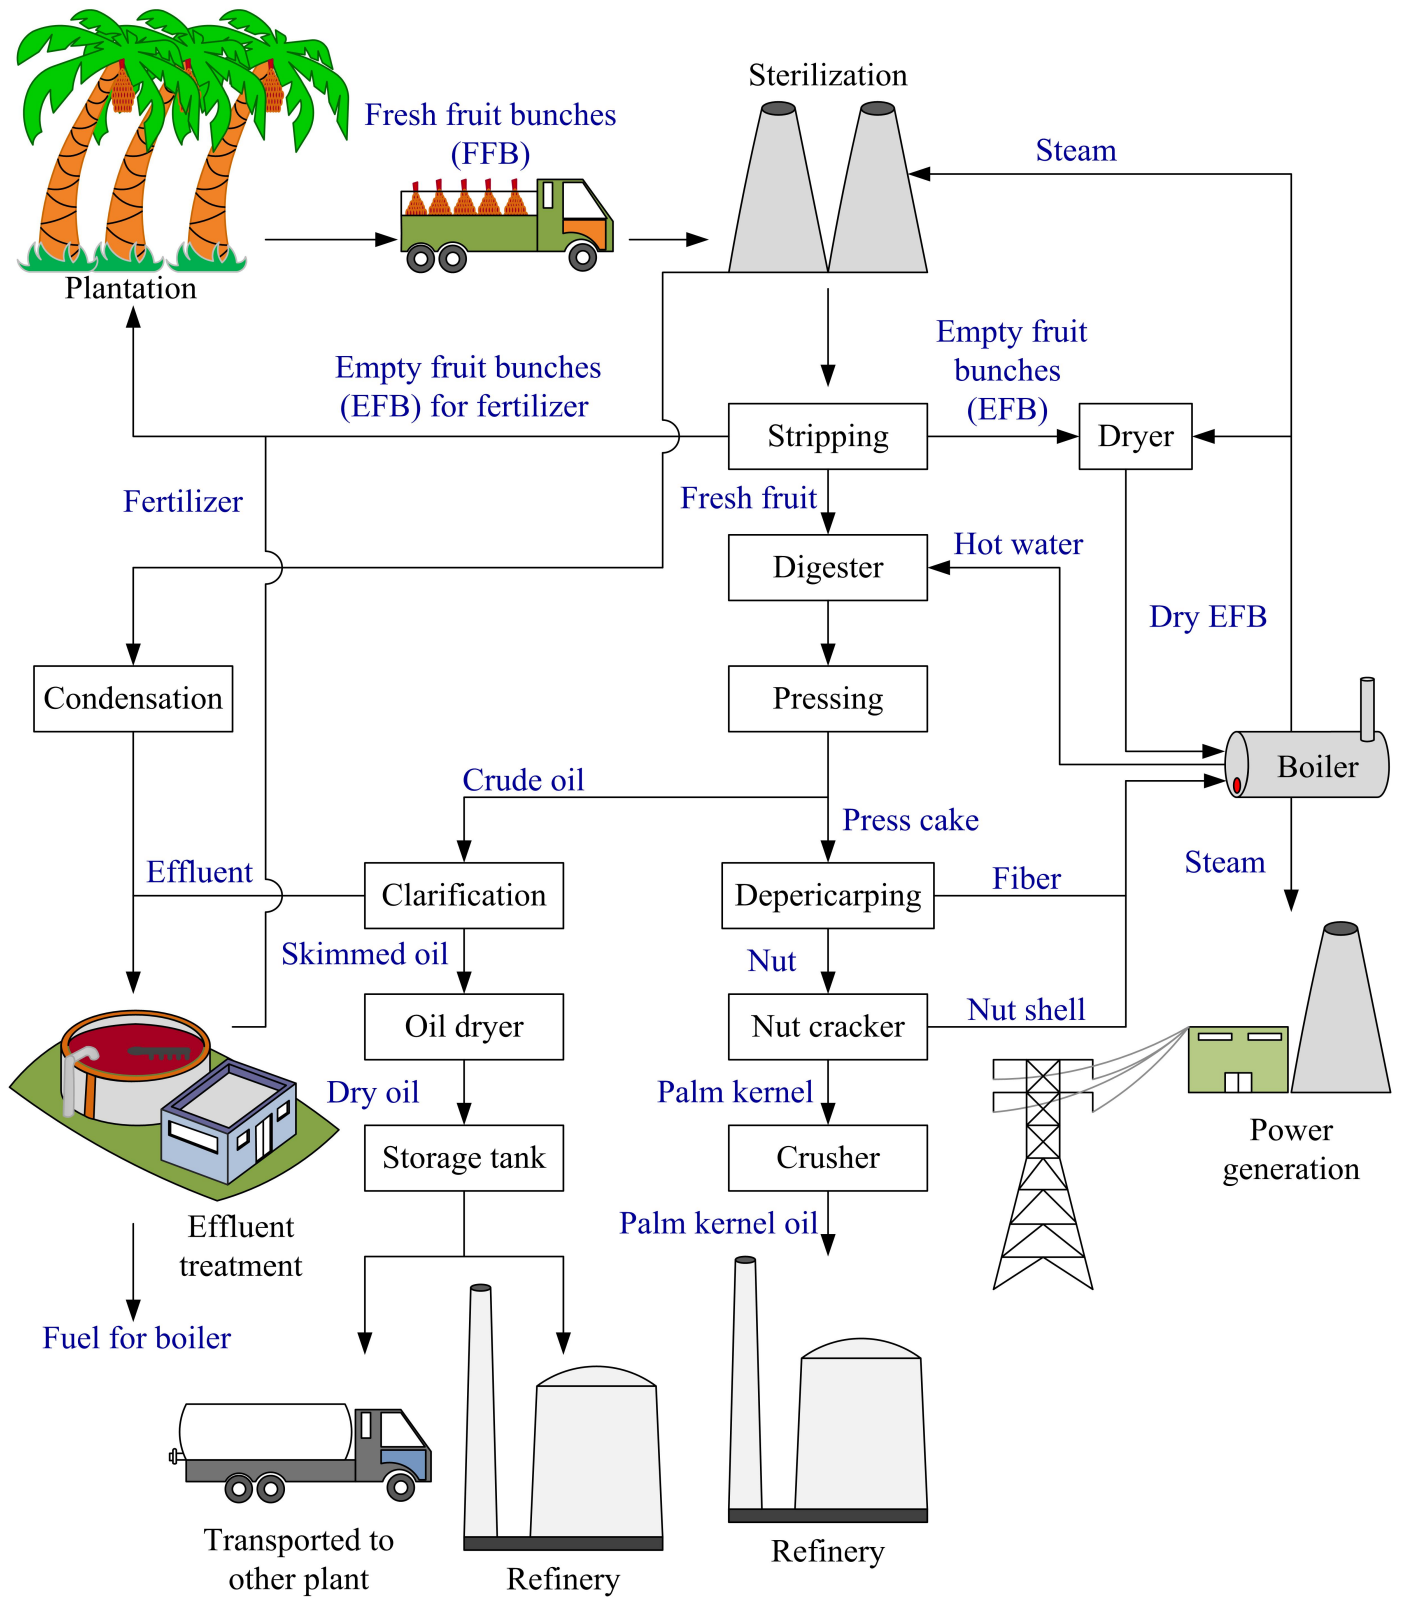 Sterilization
Fresh fruit bunches
(FFB)
Steam
Plantation
Empty fruit bunches
(EFB) for fertilizer
Empty fruit
bunches
(EFB)
Stripping
Dryer
Fertilizer
Fresh fruit
Hot water
Digester
Dry EFB
Condensation
Pressing
Boiler
Crude oil
Press cake
Effluent
Clarification
Depericarping
Fiber
Steam
Skimmed oil
Nut
Oil dryer
Nut cracker
Nut shell
Dry oil
Palm kernel
Power
generation
Storage tank
Crusher
Effluent
treatment
Palm kernel oil
Fuel for boiler
Transported to
other plant
Refinery
Refinery